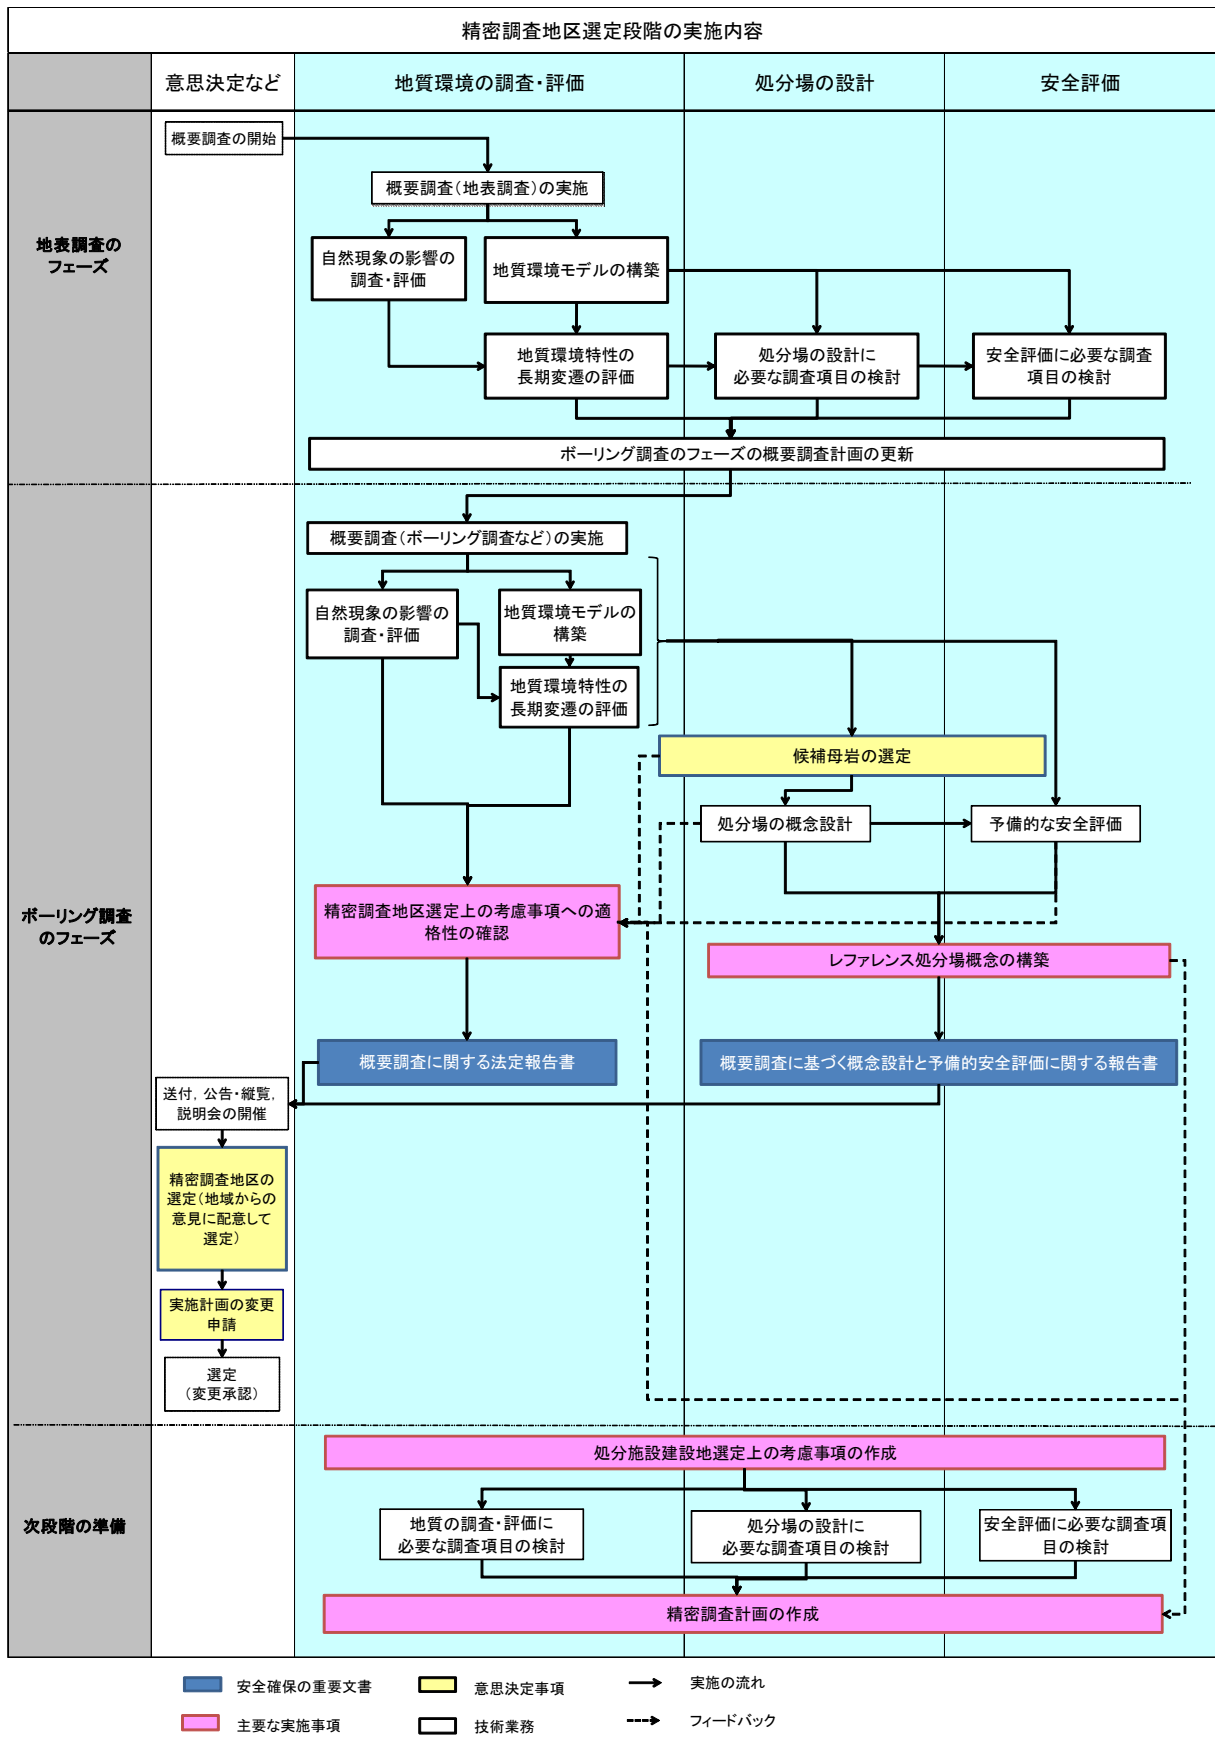 精密調査地区選定段階の実施内容
意思決定など
地質環境の調査・評価
処分場の設計
安全評価
地表調査の
フェーズ
概要調査の開始
概要調査(地表調査)の実施
自然現象の影響の
調査・評価
地質環境モデルの構築
地質環境特性の
長期変遷の評価
処分場の設計に
必要な調査項目の検討
安全評価に必要な調査
項目の検討
ボーリング調査のフェーズの概要調査計画の更新
ボーリング調査
のフェーズ
概要調査(ボーリング調査など)の実施
自然現象の影響の
調査・評価
地質環境モデルの
構築
地質環境特性の
長期変遷の評価
候補母岩の選定
処分場の概念設計
予備的な安全評価
精密調査地区選定上の考慮事項への適
格性の確認
レファレンス処分場概念の構築
概要調査に関する法定報告書
概要調査に基づく概念設計と予備的安全評価に関する報告書
送付, 公告・縦覧,
説明会の開催
精密調査地区の
選定(地域からの
意見に配意して
選定)
実施計画の変更
申請
選定
(変更承認)
次段階の準備
処分施設建設地選定上の考慮事項の作成
地質の調査・評価に
必要な調査項目の検討
処分場の設計に
必要な調査項目の検討
安全評価に必要な調査項
目の検討
精密調査計画の作成
安全確保の重要文書
意思決定事項
実施の流れ
主要な実施事項
技術業務
フィードバック